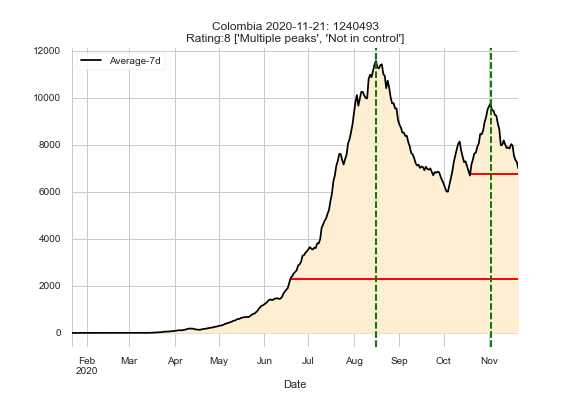 Colombia 2020-11-21: 1240493
Rating:8 ['Multiple peaks', 'Not in control']
Average-7d
12000
10000
8000
6000
4000
2000
0
Feb Mar Apr May Jun Jul Aug Sep Oct Nov
2020
Date